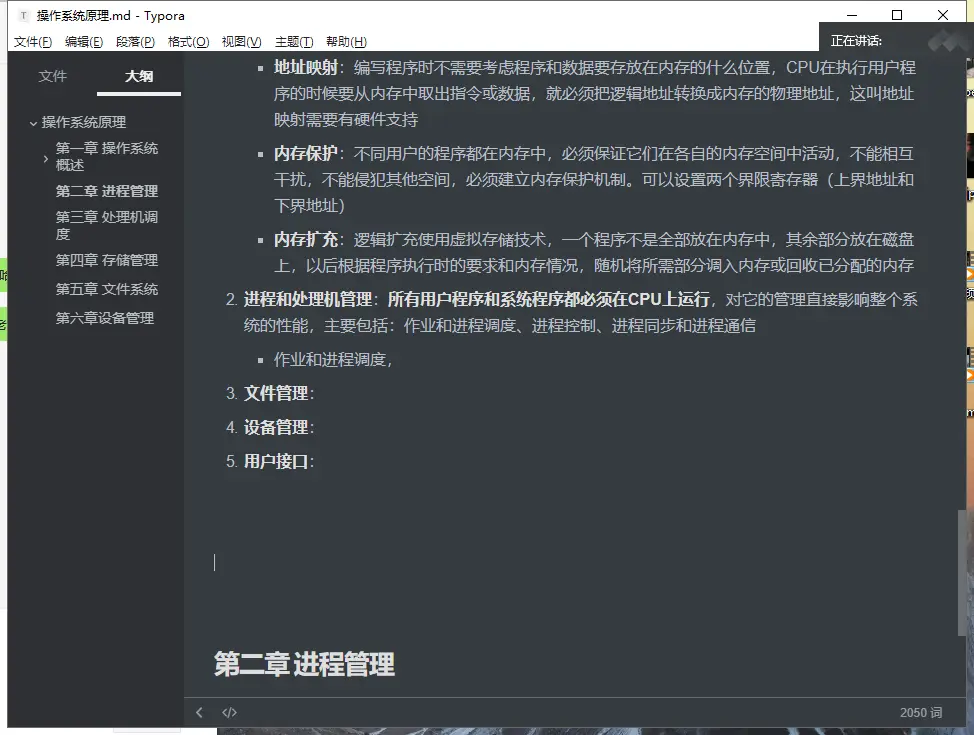 操作系统原理.md - Typora
文件(F) 编辑(E) 段落(P) 格式(O) 视图(V) 主题(T) 帮助(H)
正在讲话:
文件 大纲
操作系统原理
第一章 操作系统
概述
第二章 进程管理
第三章 处理机调
度
第四章 存储管理
第五章 文件系统
第六章设备管理
地址映射：编写程序时不需要考虑程序和数据要存放在内存的什么位置，CPU在执行用户程
序的时候要从内存中取出指令或数据，就必须把逻辑地址转换成内存的物理地址，这叫地址
映射需要有硬件支持
内存保护：不同用户的程序都在内存中，必须保证它们在各自的内存空间中活动，不能相互
干扰，不能侵犯其他空间，必须建立内存保护机制。可以设置两个界限寄存器（上界地址和
下界地址）
内存扩充：逻辑扩充使用虚拟存储技术，一个程序不是全部放在内存中，其余部分放在磁盘
上，以后根据程序执行时的要求和内存情况，随机将所需部分调入内存或回收已分配的内存
2. 进程和处理机管理：所有用户程序和系统程序都必须在CPU上运行，对它的管理直接影响整个系
统的性能，主要包括：作业和进程调度、进程控制、进程同步和进程通信
作业和进程调度，
3. 文件管理：
4. 设备管理：
5. 用户接口：
第二章 进程管理
</> 2050 词